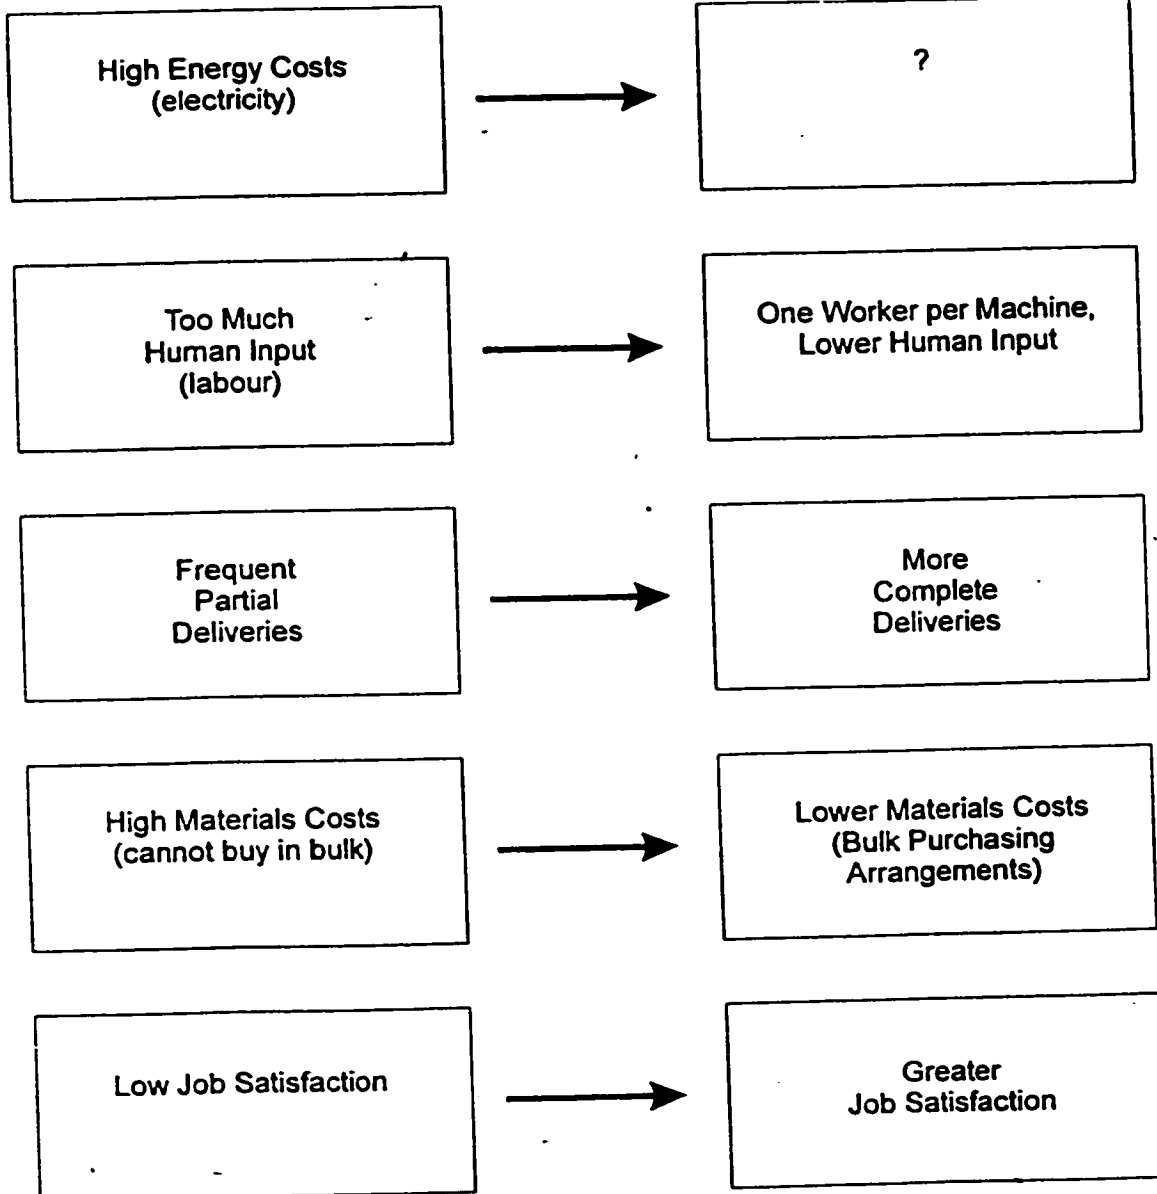 High Energy Costs
(electricity)
?
Too Much
Human Input
(labour)
One Worker per Machine,
Lower Human Input
Frequent
Partial
Deliveries
More
Complete
Deliveries
High Materials Costs
(cannot buy in bulk)
Lower Materials Costs
(Bulk Purchasing
Arrangements)
Low Job Satisfaction
Greater
Job Satisfaction